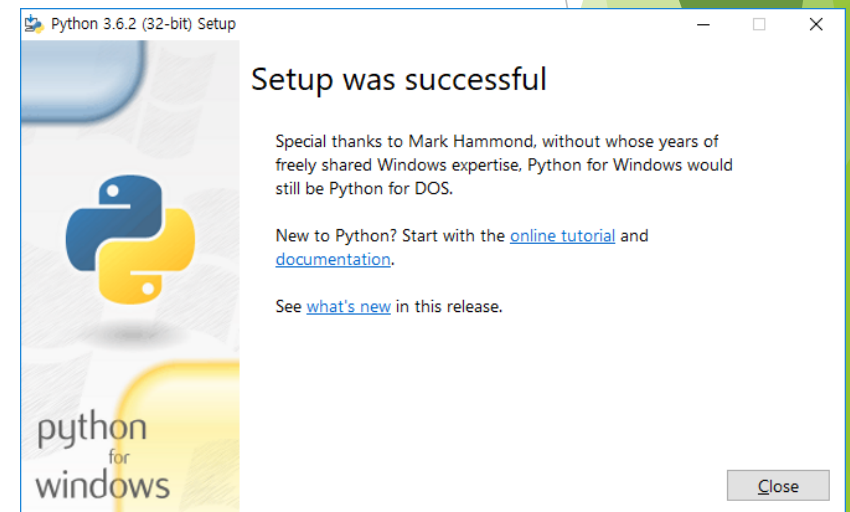 Python 3.6.2 (32-bit) Setup
Setup was successful
Special thanks to Mark Hammond, without whose years of
freely shared Windows expertise, Python for Windows would
still be Python for DOS.
New to Python? Start with the online tutorial and
documentation.
See what's new in this release.
python
for
windows
Close